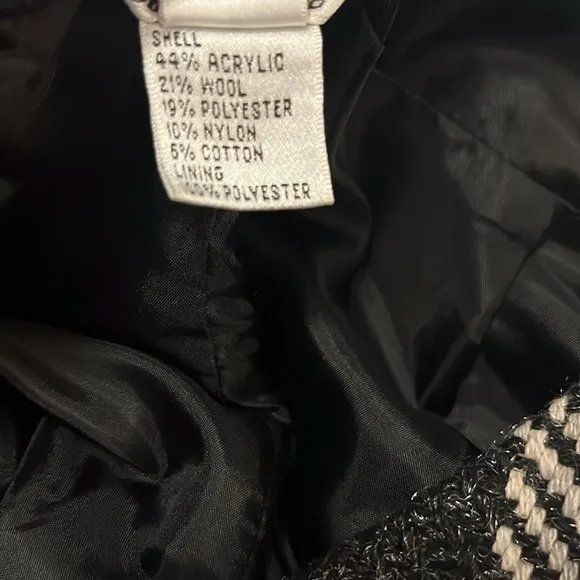 SHELL
44% ACRYLIC
21% WOOL
19% POLYESTER
10% NYLON
6% COTTON
LINING
100% POLYESTER